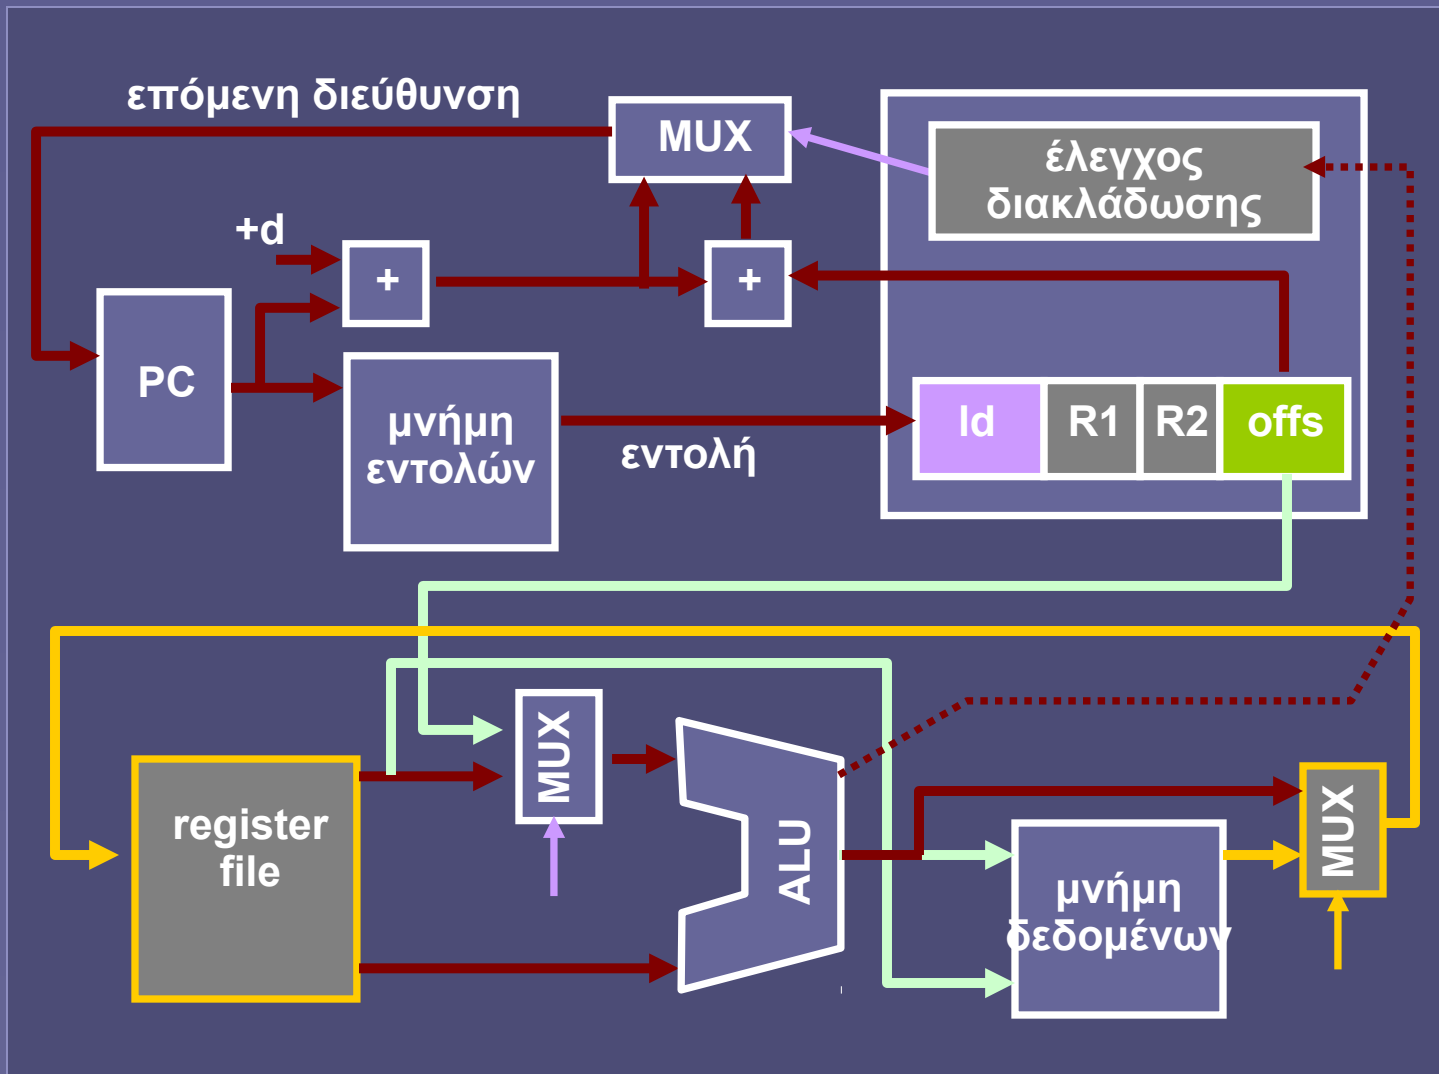 επόμενη διεύθυνση
MUX
έλεγχος
διακλάδωσης
+d
+
+
PC
μνήμη
εντολών
εντολή
ld
R1
R2
offs
MUX
register
file
ALU
μνήμη
δεδομένων
MUX